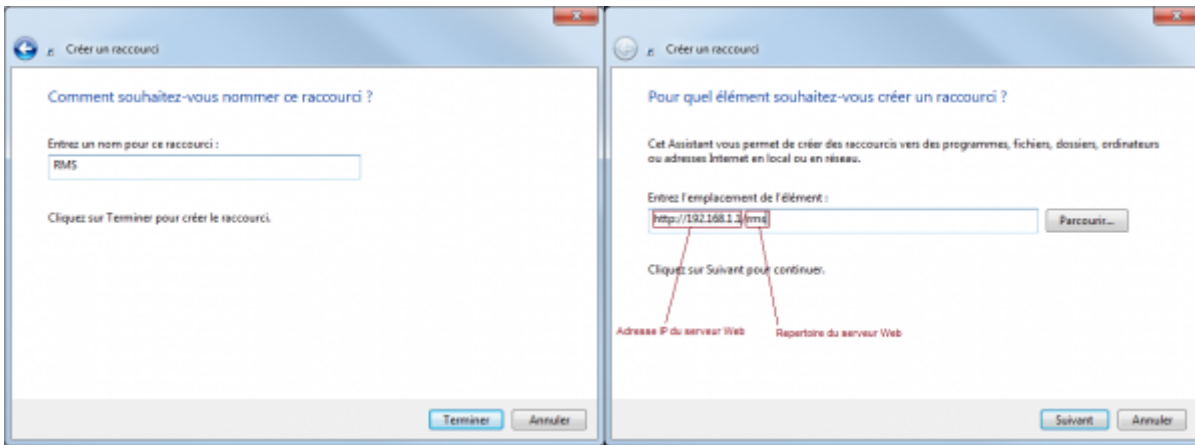 Créer un raccourci
Comment souhaitez-vous nommer ce raccourci ?
Entrez un nom pour ce raccourci :
RMS
Cliquez sur Terminer pour créer le raccourci.
Terminer
Annuler
Créer un raccourci
Pour quel élément souhaitez-vous créer un raccourci ?
Cet Assistant vous permet de créer des raccourcis vers des programmes, fichiers, dossiers, ordinateurs
ou adresses Internet en local ou en réseau.
Entrez l'emplacement de l'élément :
http://192.168.1.1/rms
Parcourir...
Cliquez sur Suivant pour continuer.
Adresse IP du serveur Web
Repertoire du serveur Web
Suivant
Annuler